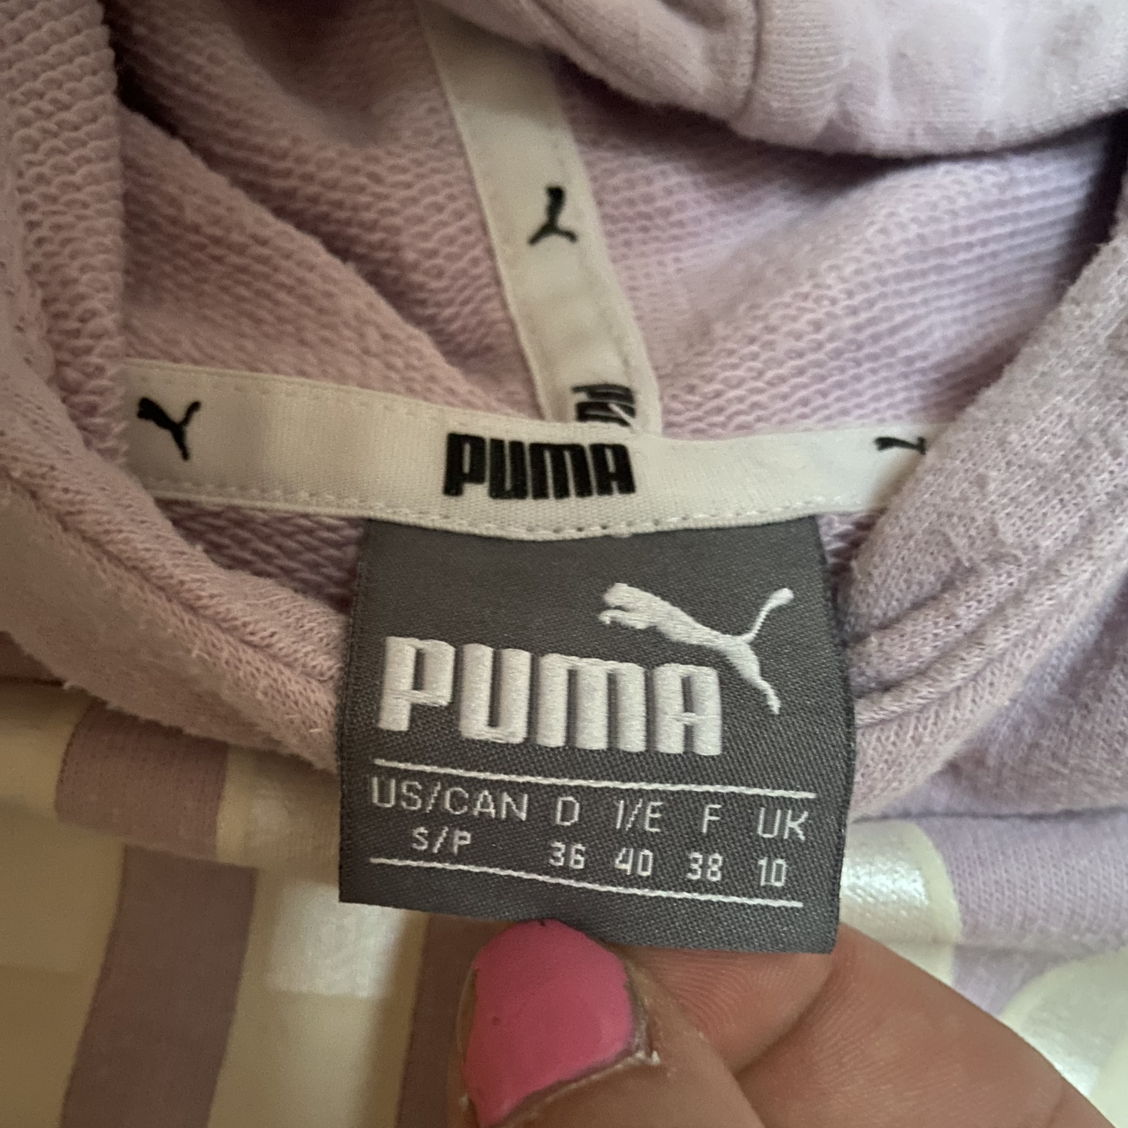 PUMA
PUMA
US/CAN D I/E F UK
S/P 36 40 38 10